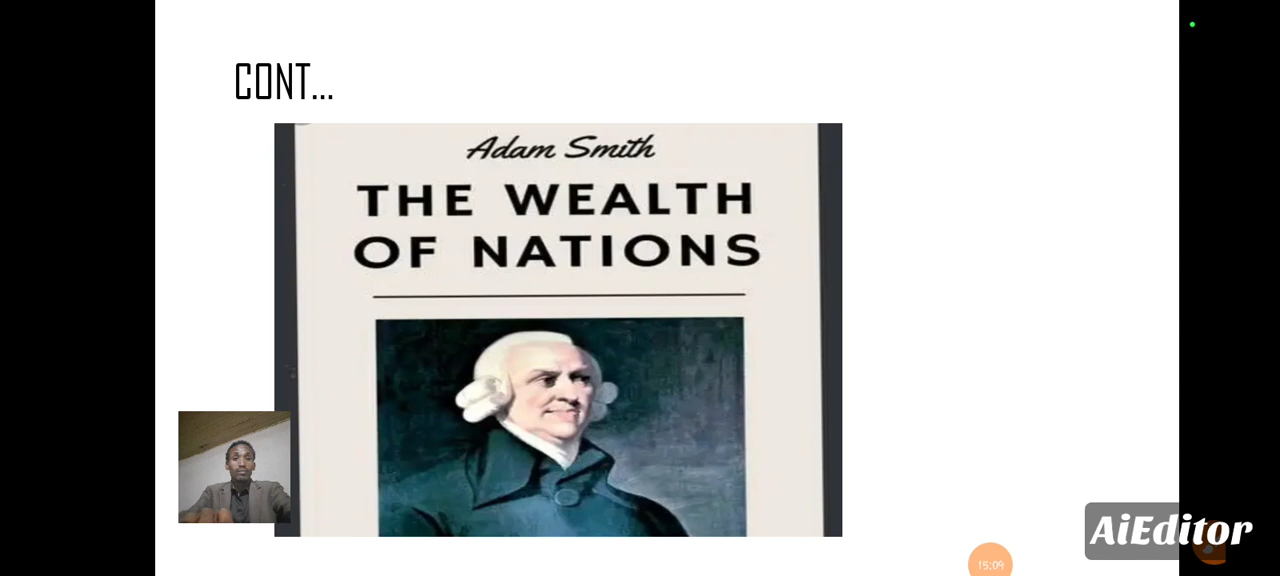 CONT...
Adam Smith
THE WEALTH
OF NATIONS
AiEditor
15:09